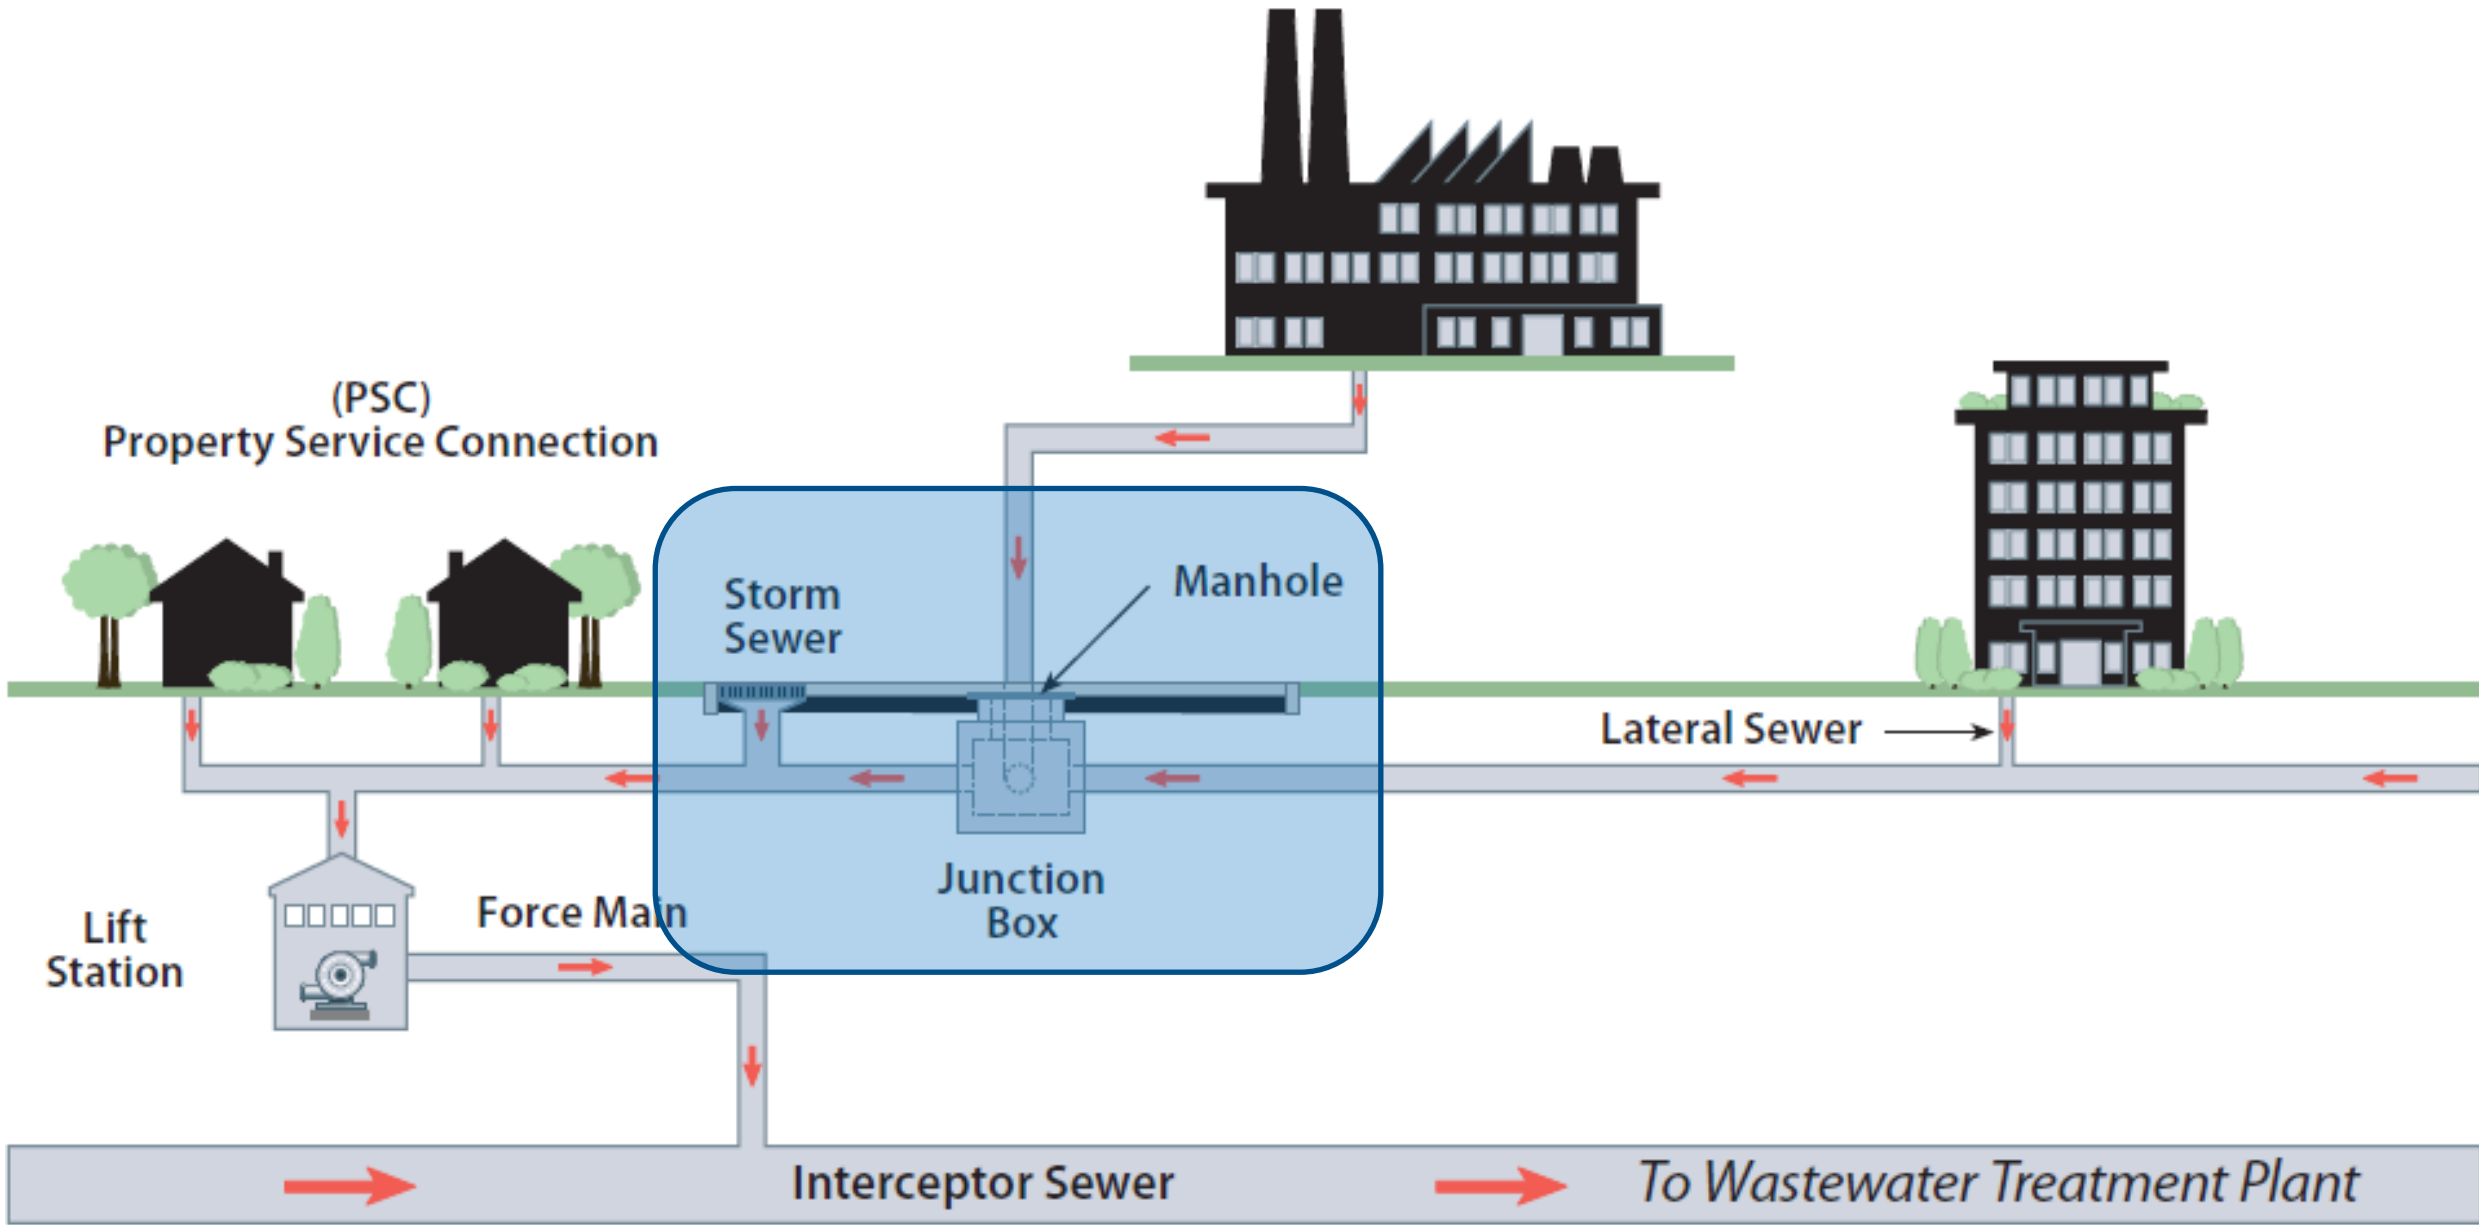 (PSC)
Property Service Connection
Storm
Sewer
Manhole
Lateral Sewer
Junction
Box
Force Main
Lift
Station
Interceptor Sewer
To Wastewater Treatment Plant